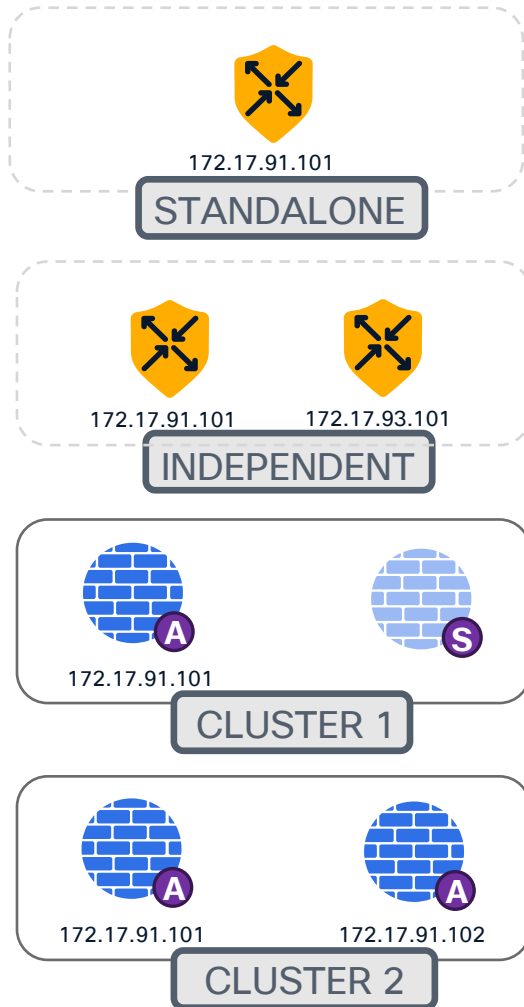 172.17.91.101
STANDALONE
172.17.91.101 172.17.93.101
INDEPENDENT
A S
172.17.91.101
CLUSTER 1
A A
172.17.91.101 172.17.91.102
CLUSTER 2